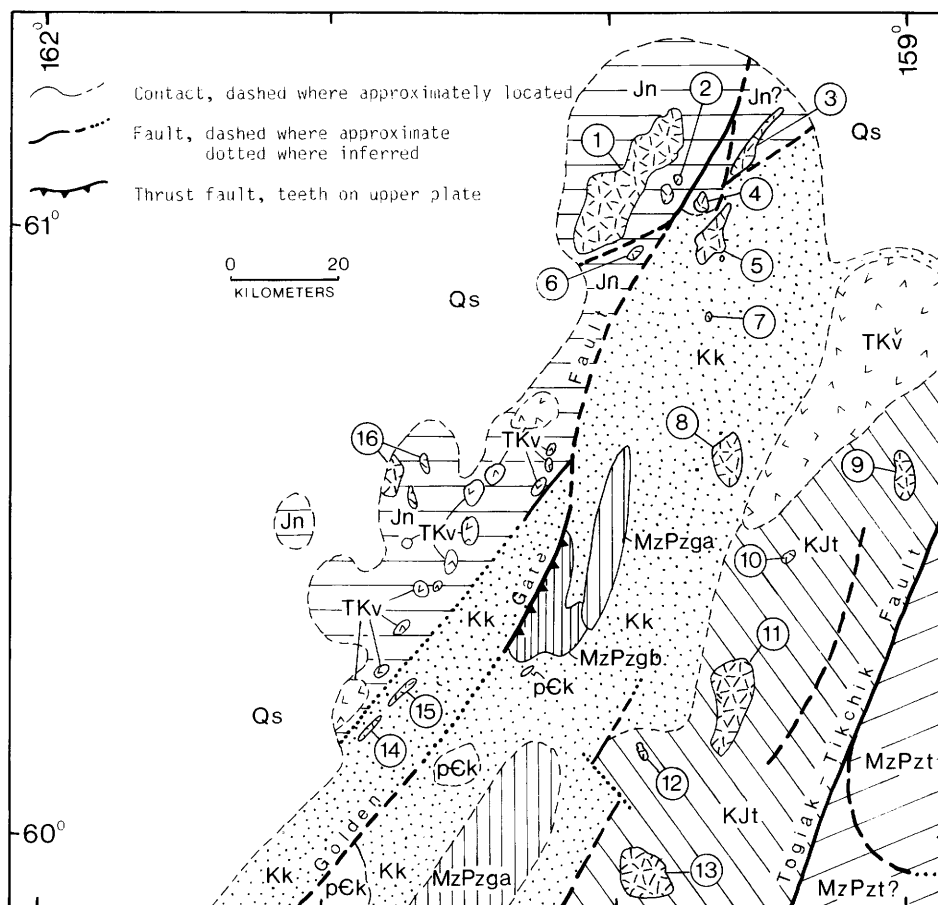 162°
159°
Contact, dashed where approximately located
Fault, dashed where approximate
dotted where inferred
Thrust fault, teeth on upper plate
61°
0 20
KILOMETERS
Qs
Jn
2
Jn?
3
Qs
1
4
5
6
Jn
7
TKv
Kk
8
9
16
TKv
Jn
Jn
TKv
MzPzga
KJt
10
TKv
Kk
Kk
MzPzgb
11
pЄk
Qs
15
14
pЄk
12
MzPzt
60°
KJt
Kk
pЄk
Kk
MzPzga
13
MzPzt?
Golden Gate Fault
Togiak Tikchik Fault